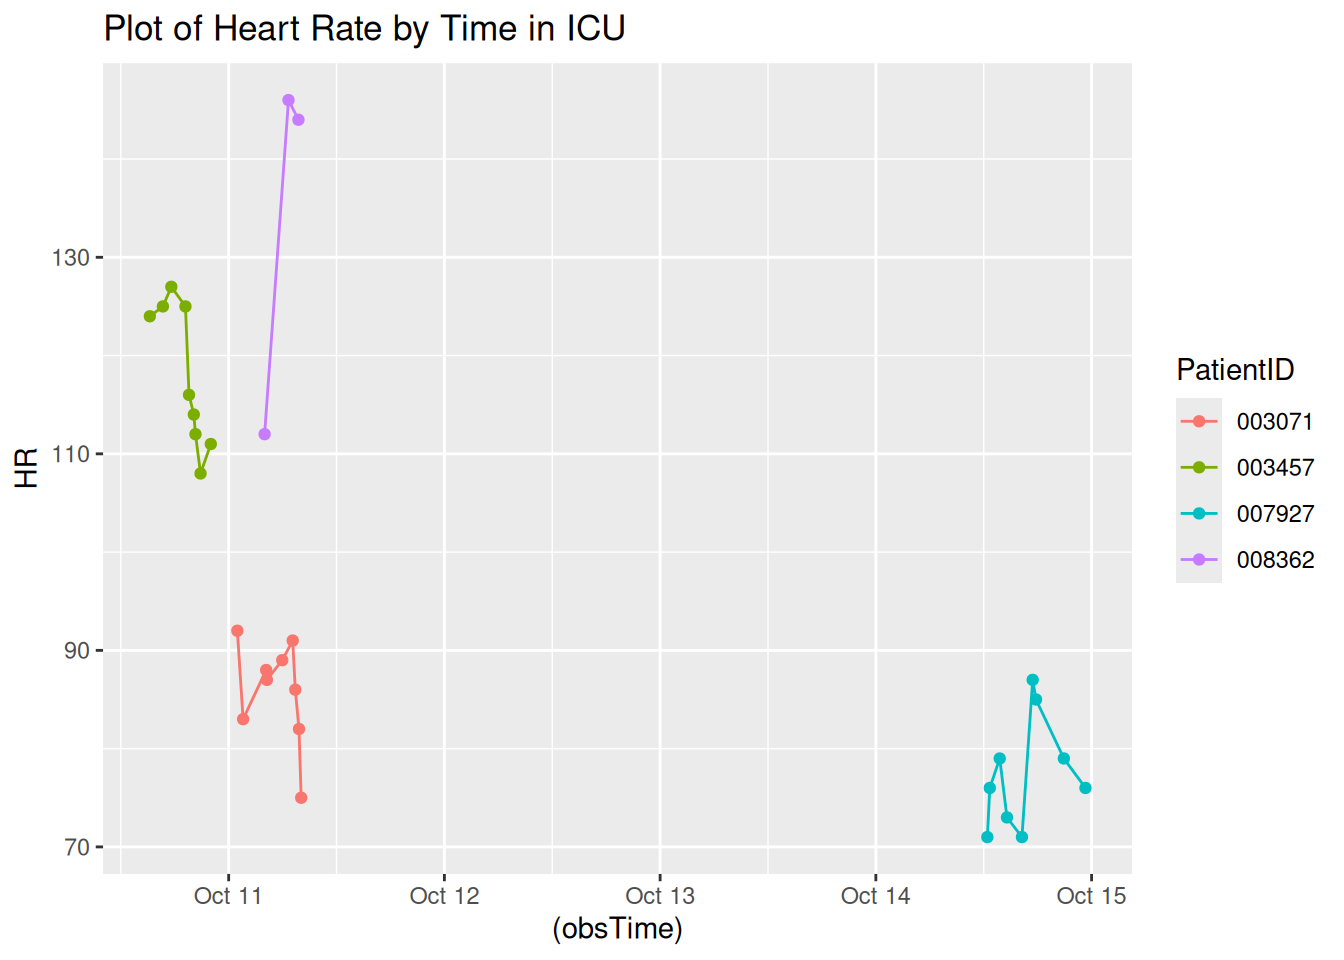 Plot of Heart Rate by Time in ICU
HR
130
110
90
70
Oct 11
Oct 12
Oct 13
Oct 14
Oct 15
(obsTime)
PatientID
003071
003457
007927
008362